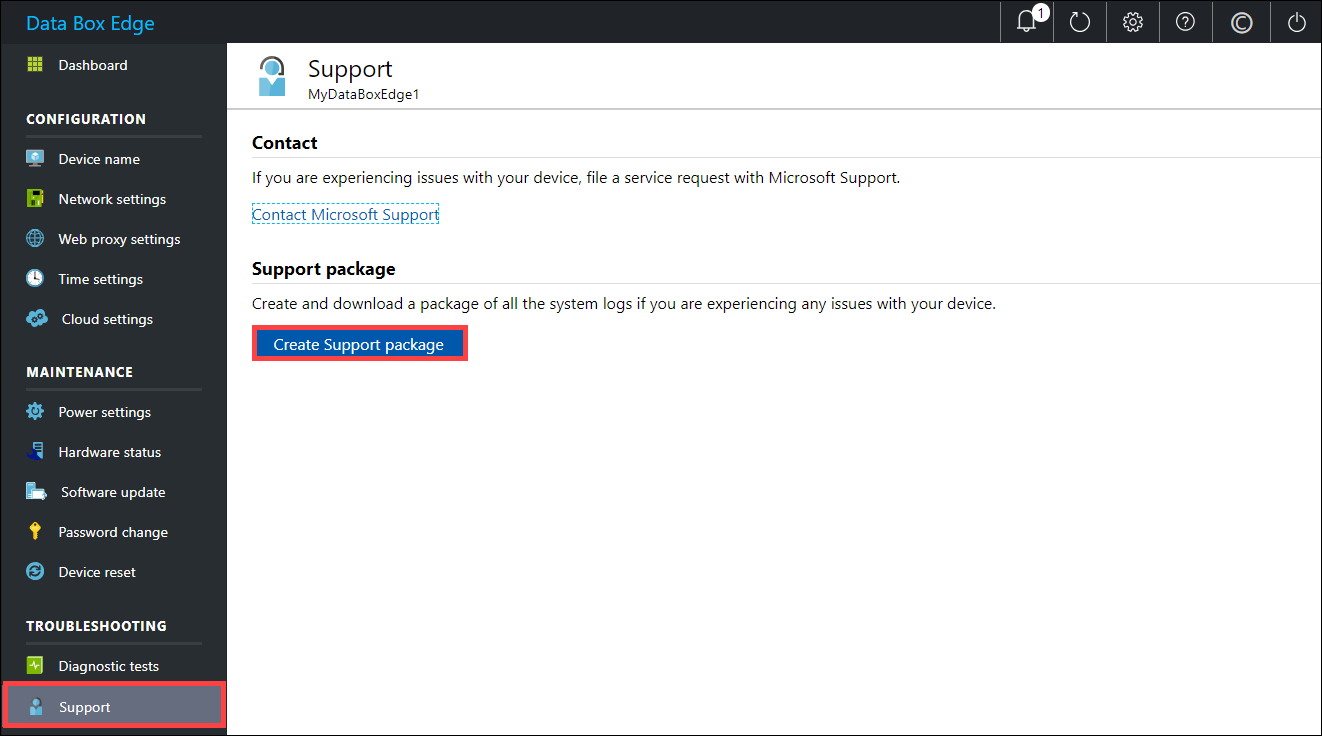 Data Box Edge
1
Dashboard
CONFIGURATION
Device name
Network settings
Web proxy settings
Time settings
Cloud settings
MAINTENANCE
Power settings
Hardware status
Software update
Password change
Device reset
TROUBLESHOOTING
Diagnostic tests
Support
Support
MyDataBoxEdge1
Contact
If you are experiencing issues with your device, file a service request with Microsoft Support.
Contact Microsoft Support
Support package
Create and download a package of all the system logs if you are experiencing any issues with your device.
Create Support package